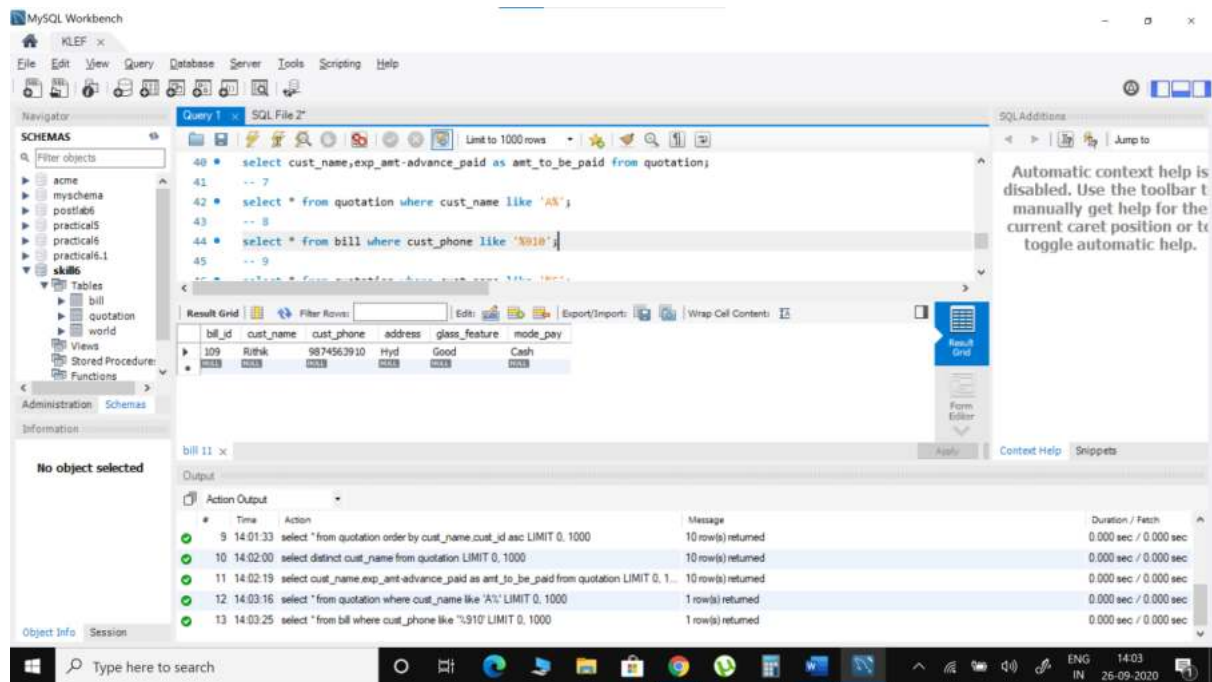 MySQL Workbench
KLEF ×
File Edit View Query Database Server Tools Scripting Help
Navigator
SCHEMAS
Filter objects
acme
myschema
postlab6
practical5
practical6
practical6.1
skill6
Tables
bill
quotation
world
Views
Stored Procedures
Functions
Administration Schemas
Information
No object selected
Object Info Session
Query 1 × SQL File 2*
Limit to 1000 rows
40 select cust_name,exp_amt-advance_paid as amt_to_be_paid from quotation;
41 -- 7
42 select * from quotation where cust_name like 'A%';
43 -- 8
44 select * from bill where cust_phone like '%910';
45 -- 9
Result Grid Filter Rows: Edit: Export/Import: Wrap Cell Content:
bill_id cust_name cust_phone address glass_feature mode_pay
109 Rithik 9874563910 Hyd Good Cash
NULL NULL NULL NULL NULL NULL
Result Grid
Form Editor
bill 11 ×
Apply
Output
Action Output
# Time Action Message Duration / Fetch
9 14:01:33 select * from quotation order by cust_name,cust_id asc LIMIT 0, 1000 10 row(s) returned 0.000 sec / 0.000 sec
10 14:02:00 select distinct cust_name from quotation LIMIT 0, 1000 10 row(s) returned 0.000 sec / 0.000 sec
11 14:02:19 select cust_name,exp_amt-advance_paid as amt_to_be_paid from quotation LIMIT 0, 1... 10 row(s) returned 0.000 sec / 0.000 sec
12 14:03:16 select * from quotation where cust_name like 'A%' LIMIT 0, 1000 1 row(s) returned 0.000 sec / 0.000 sec
13 14:03:25 select * from bill where cust_phone like '%910' LIMIT 0, 1000 1 row(s) returned 0.000 sec / 0.000 sec
SQLAdditions
Jump to
Automatic context help is
disabled. Use the toolbar t
manually get help for the
current caret position or to
toggle automatic help.
Context Help Snippets
Type here to search
ENG
IN
14:03
26-09-2020